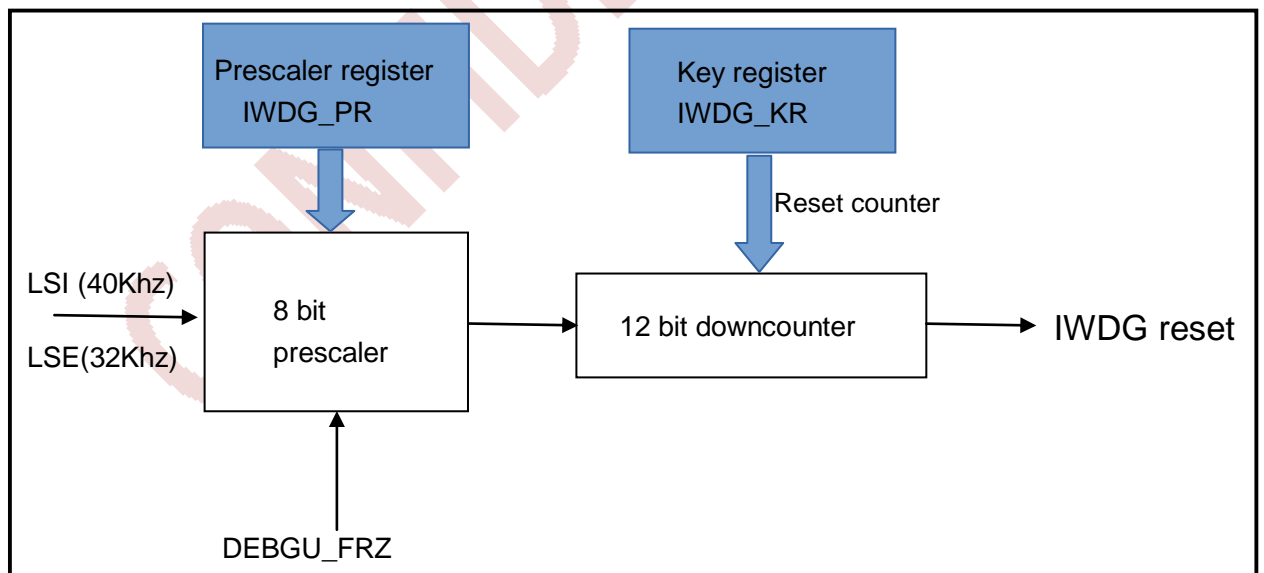 Prescaler register
IWDG_PR
Key register
IWDG_KR
Reset counter
LSI (40Khz)
LSE(32Khz)
8 bit
prescaler
12 bit downcounter
IWDG reset
DEBGU_FRZ